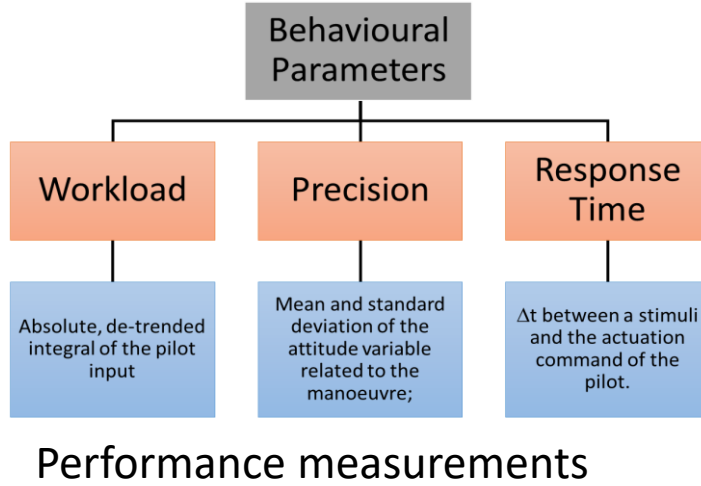 Behavioural
Parameters
Workload
Precision
Response
Time
Absolute, de-trended
integral of the pilot
input
Mean and standard
deviation of the
attitude variable
related to the
manoeuvre;
Δt between a stimuli
and the actuation
command of the
pilot.
Performance measurements